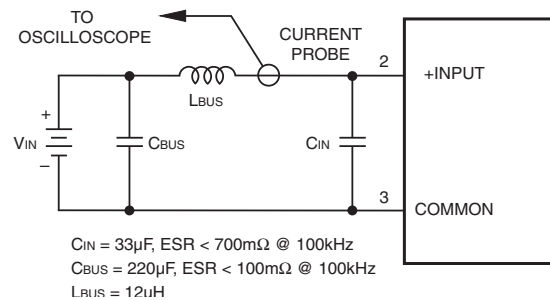 TO
OSCILLOSCOPE
CURRENT
PROBE
2
+INPUT
LBUS
+
VIN
–
CBUS
CIN
3
COMMON
CIN = 33µF, ESR < 700mΩ @ 100kHz
CBUS = 220µF, ESR < 100mΩ @ 100kHz
LBUS = 12µH